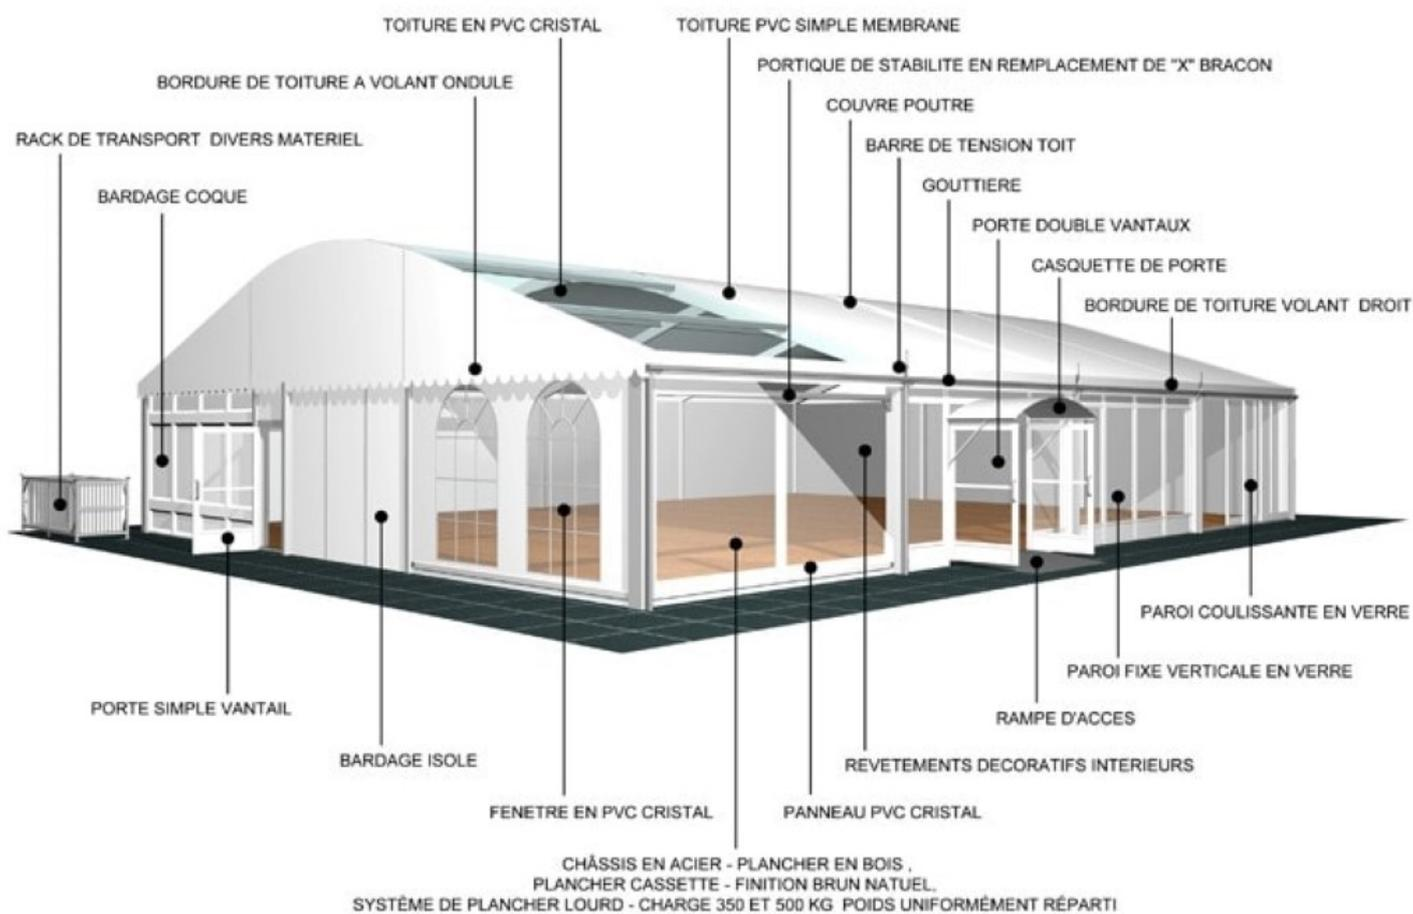 TOITURE EN PVC CRISTAL
TOITURE PVC SIMPLE MEMBRANE
PORTIQUE DE STABILITE EN REMPLACEMENT DE "X" BRACON
BORDURE DE TOITURE A VOLANT ONDULE
COUVRE POUTRE
RACK DE TRANSPORT DIVERS MATERIEL
BARRE DE TENSION TOIT
GOUTTIERE
BARDAGE COQUE
PORTE DOUBLE VANTAUX
CASQUETTE DE PORTE
BORDURE DE TOITURE VOLANT DROIT
PAROI COULISSANTE EN VERRE
PAROI FIXE VERTICALE EN VERRE
PORTE SIMPLE VANTAIL
RAMPE D'ACCES
BARDAGE ISOLE
REVETEMENTS DECORATIFS INTERIEURS
FENETRE EN PVC CRISTAL
PANNEAU PVC CRISTAL
CHÂSSIS EN ACIER - PLANCHER EN BOIS ,
PLANCHER CASSETTE - FINITION BRUN NATUEL,
SYSTÈME DE PLANCHER LOURD - CHARGE 350 ET 500 KG POIDS UNIFORMÉMENT RÉPARTI